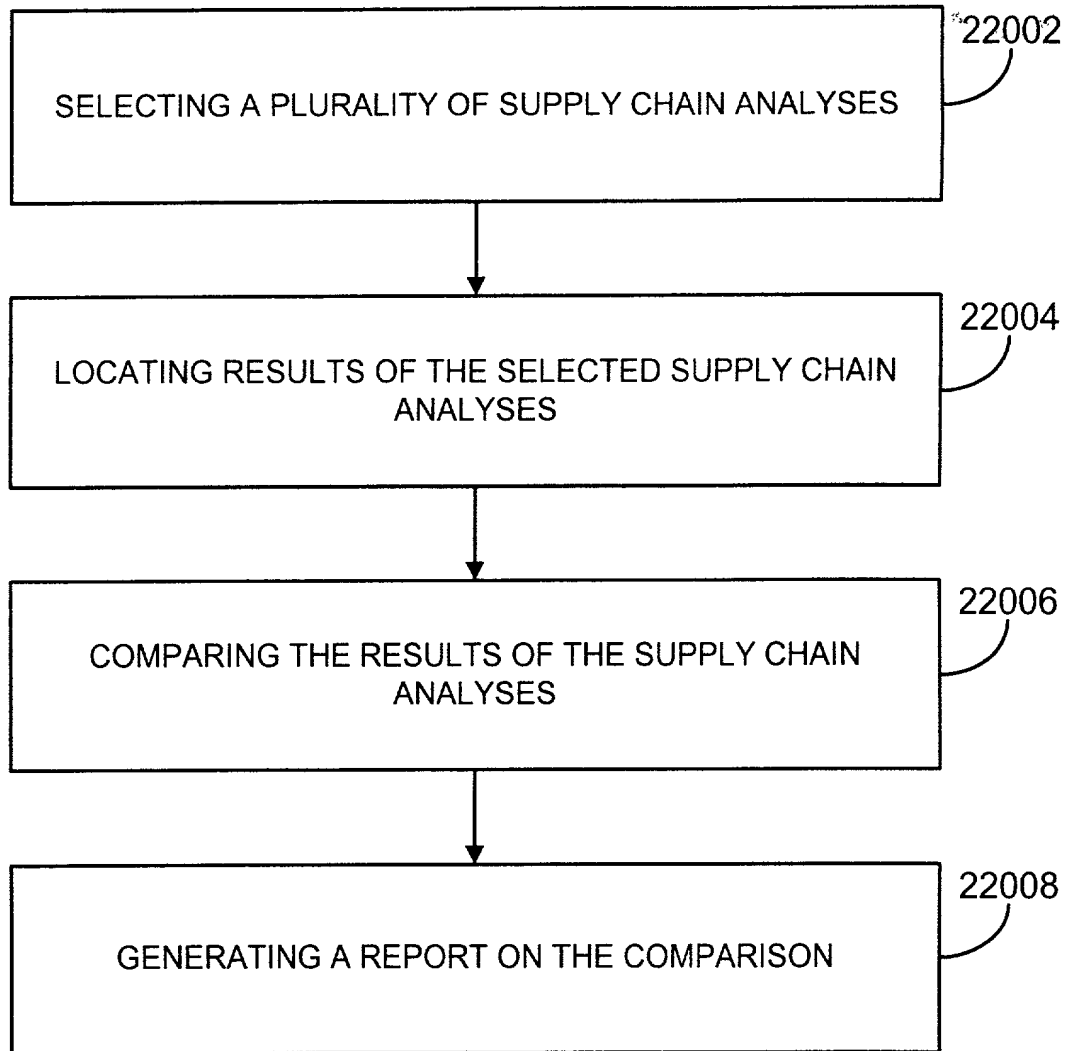 22002
SELECTING A PLURALITY OF SUPPLY CHAIN ANALYSES
22004
LOCATING RESULTS OF THE SELECTED SUPPLY CHAIN
ANALYSES
22006
COMPARING THE RESULTS OF THE SUPPLY CHAIN
ANALYSES
22008
GENERATING A REPORT ON THE COMPARISON